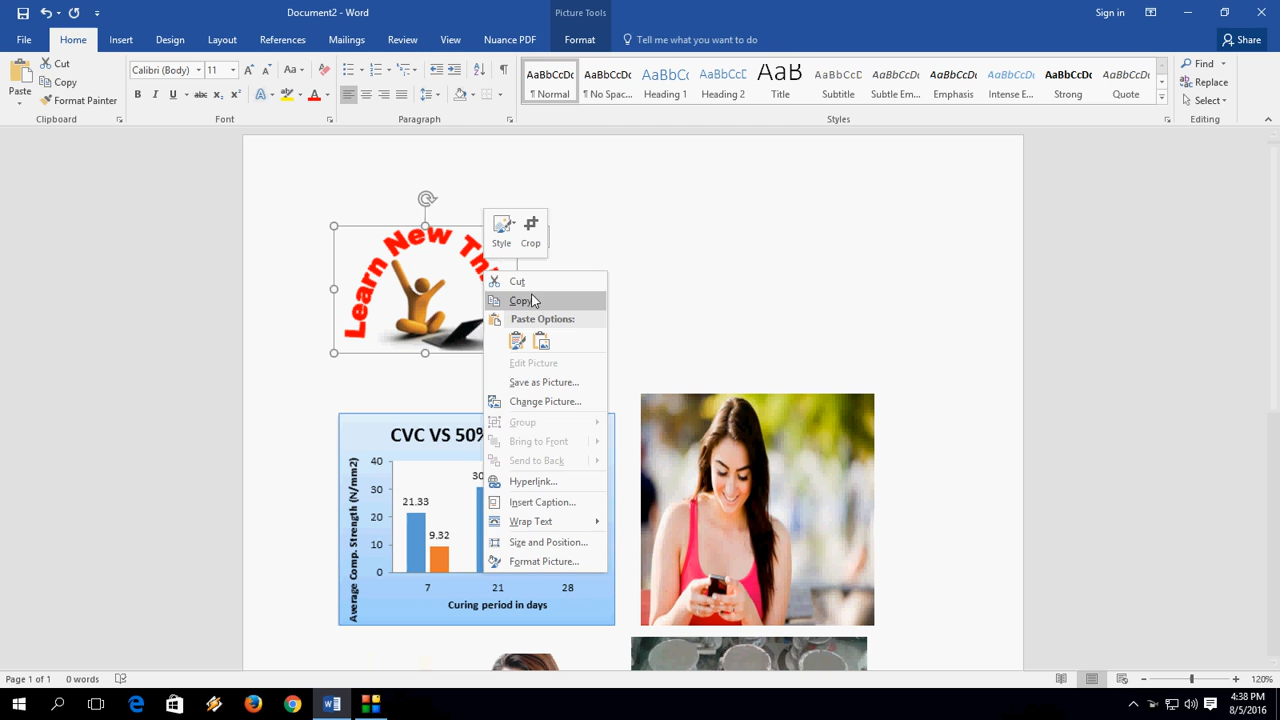 Document2 - Word
Picture Tools
Sign in
File
Home
Insert
Design
Layout
References
Mailings
Review
View
Nuance PDF
Format
Tell me what you want to do
Share
Paste
Cut
Copy
Format Painter
Clipboard
Calibri (Body)
11
Aa
B I U abc X₂ X²
A
Font
Paragraph
AaBbCcDc
¶ Normal
AaBbCcDc
¶ No Spac...
AaBbCc
Heading 1
AaBbCcD
Heading 2
AaB
Title
AaBbCcD
Subtitle
AaBbCcDc
Subtle Em...
AaBbCcDc
Emphasis
AaBbCcDc
Intense E...
AaBbCcDc
Strong
AaBbCcDc
Quote
Styles
Find
Replace
Select
Editing
Learn New Th
Style
Crop
Cut
Copy
Paste Options:
Edit Picture
Save as Picture...
Change Picture...
Group
Bring to Front
Send to Back
Hyperlink...
Insert Caption...
Wrap Text
Size and Position...
Format Picture...
CVC VS 50%
Average Comp. Strength (N/mm2)
40
30
20
10
0
21.33
9.32
30
7
21
28
Curing period in days
Page 1 of 1
0 words
120%
4:38 PM
8/5/2016